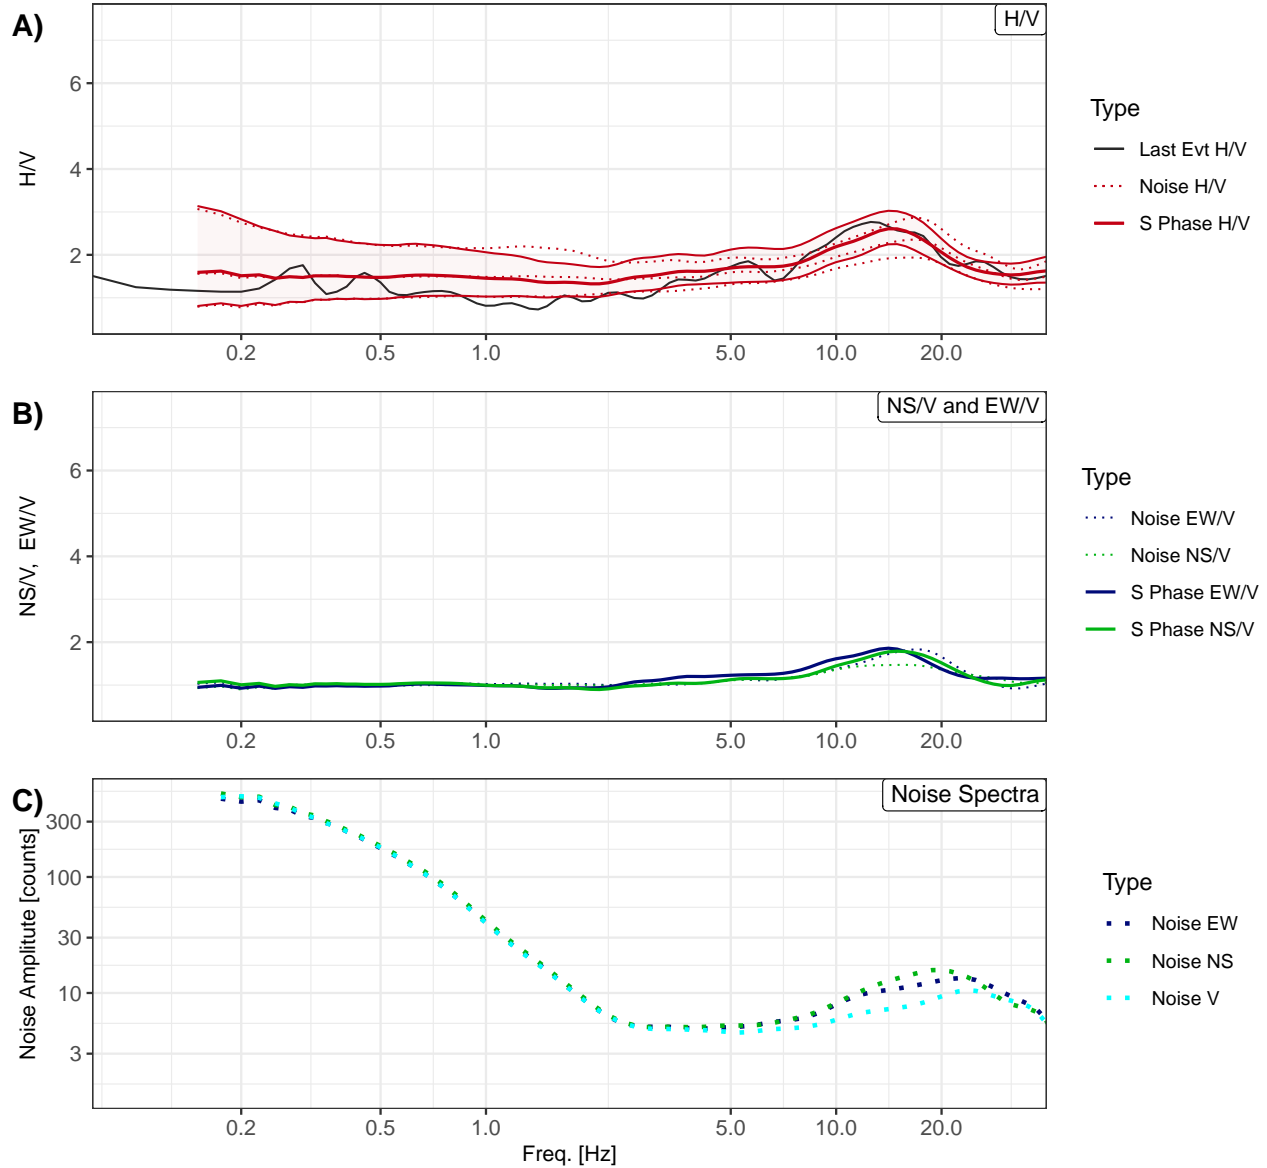 A)
H/V
6
4
2
H/V
0.2 0.5 1.0 5.0 10.0 20.0
Type
Last Evt H/V
Noise H/V
S Phase H/V
B)
NS/V and EW/V
6
4
2
NS/V, EW/V
0.2 0.5 1.0 5.0 10.0 20.0
Type
Noise EW/V
Noise NS/V
S Phase EW/V
S Phase NS/V
C)
Noise Spectra
300
100
30
10
3
Noise Amplitute [counts]
0.2 0.5 1.0 5.0 10.0 20.0
Freq. [Hz]
Type
Noise EW
Noise NS
Noise V